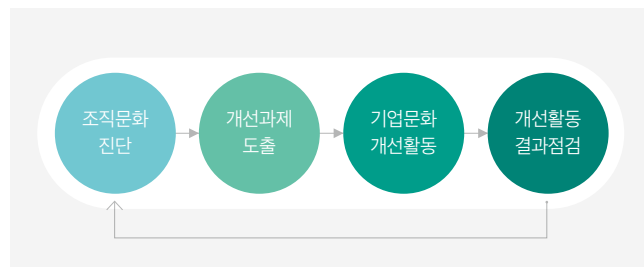 조직문화
진단
개선과제
도출
기업문화
개선활동
개선활동
결과점검